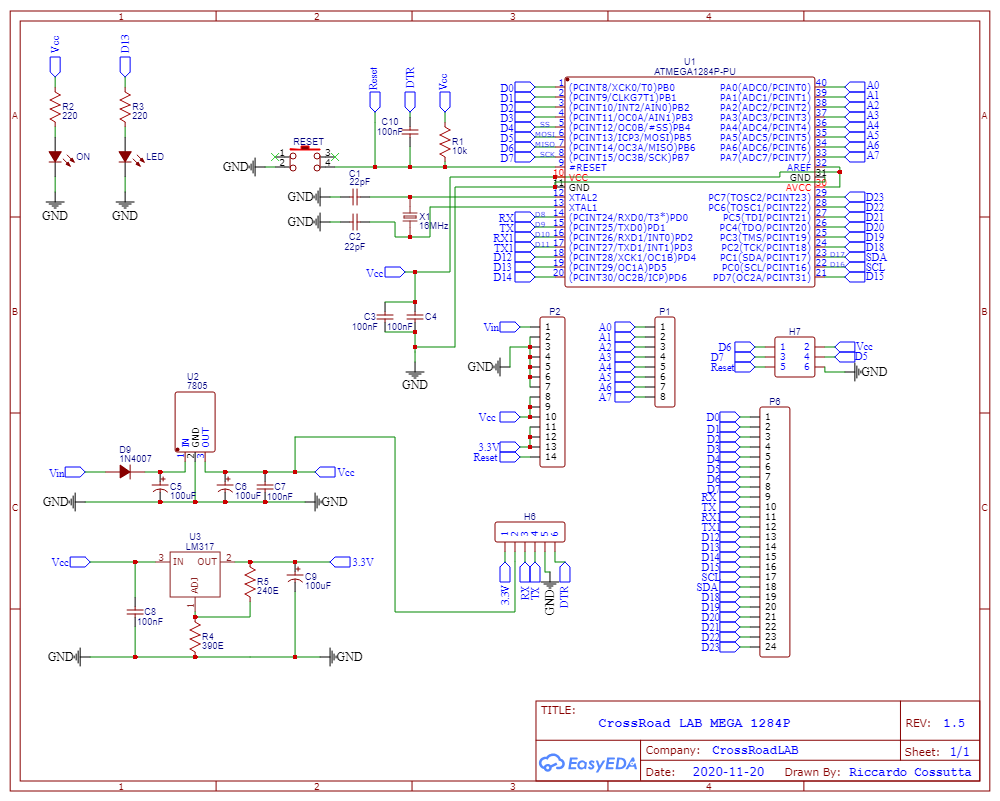 1 2 3 4
A A
B B
C C
1 2 3 4
Vcc
R2
220
ON
GND
D13
R3
220
LED
GND
Reset DTR Vcc
C10
100nF
R1
10k
RESET
1 3
2 4
GND
C1
22pF
GND
GND
C2
22pF
X1
16MHz
Vcc
C3
100nF
C4
100nF
GND
U1
ATMEGA1284P-PU
D0 1 (PCINT8/XCK0/T0)PB0
D1 2 (PCINT9/CLKG7T1)PB1
D2 3 (PCINT10/INT2/AIN0)PB2
D3 4 (PCINT11/OC0A/AIN1)PB3
D4 SS 5 (PCINT12/OC0B/#SS)PB4
D5 MOSI 6 (PCINT13/ICP3/MOSI)PB5
D6 MISO 7 (PCINT14/OC3A/MISO)PB6
D7 SCK 8 (PCINT15/OC3B/SCK)PB7
9 #RESET
10 VCC
11 GND
12 XTAL2
13 XTAL1
RX D8 14 (PCINT24/RXD0/T3*)PD0
TX D9 15 (PCINT25/TXD0)PD1
RX1 D10 16 (PCINT26/RXD1/INT0)PD2
TX1 D11 17 (PCINT27/TXD1/INT1)PD3
D12 18 (PCINT28/XCK1/OC1B)PD4
D13 19 (PCINT29/OC1A)PD5
D14 20 (PCINT30/OC2B/ICP)PD6
PA0(ADC0/PCINT0) 40 A0
PA1(ADC1/PCINT1) 39 A1
PA2(ADC2/PCINT2) 38 A2
PA3(ADC3/PCINT3) 37 A3
PA4(ADC4/PCINT4) 36 A4
PA5(ADC5/PCINT5) 35 A5
PA6(ADC6/PCINT6) 34 A6
PA7(ADC7/PCINT7) 33 A7
AREF 32
GND 31
AVCC 30
PC7(TOSC2/PCINT23) 29 D23
PC6(TOSC1/PCINT22) 28 D22
PC5(TDI/PCINT21) 27 D21
PC4(TDO/PCINT20) 26 D20
PC3(TMS/PCINT19) 25 D19
PC2(TCK/PCINT18) 24 D18
PC1(SDA/PCINT17) 23 D17 SDA
PC0(SCL/PCINT16) 22 D16 SCL
PD7(OC2A/PCINT31) 21 D15
P2
Vin 1
2
3
4
GND 5
6
7
8
9
Vcc 10
11
12
3.3V 13
Reset 14
P1
A0 1
A1 2
A2 3
A3 4
A4 5
A5 6
A6 7
A7 8
H7
D6 1 2 Vcc
D7 3 4 D5
Reset 5 6 GND
P6
D0 1
D1 2
D2 3
D3 4
D4 5
D5 6
D6 7
D7 8
RX 9
TX 10
RX1 11
TX1 12
D12 13
D13 14
D14 15
D15 16
SCL 17
SDA 18
D18 19
D19 20
D20 21
D21 22
D22 23
D23 24
U2
7805
IN GND OUT
1 2 3
D9
1N4007
Vin
C5
100uF
C6
100uF
C7
100nF
Vcc
GND GND
U3
LM317
Vcc 3 IN OUT 2 3.3V
ADJ
1
R5
240E
C9
100uF
C8
100nF
R4
390E
GND GND
H6
1 2 3 4 5 6
3.3V RX TX GND DTR
TITLE:
CrossRoad LAB MEGA 1284P
REV: 1.5
EasyEDA
Company: CrossRoadLAB
Sheet: 1/1
Date: 2020-11-20 Drawn By: Riccardo Cossutta